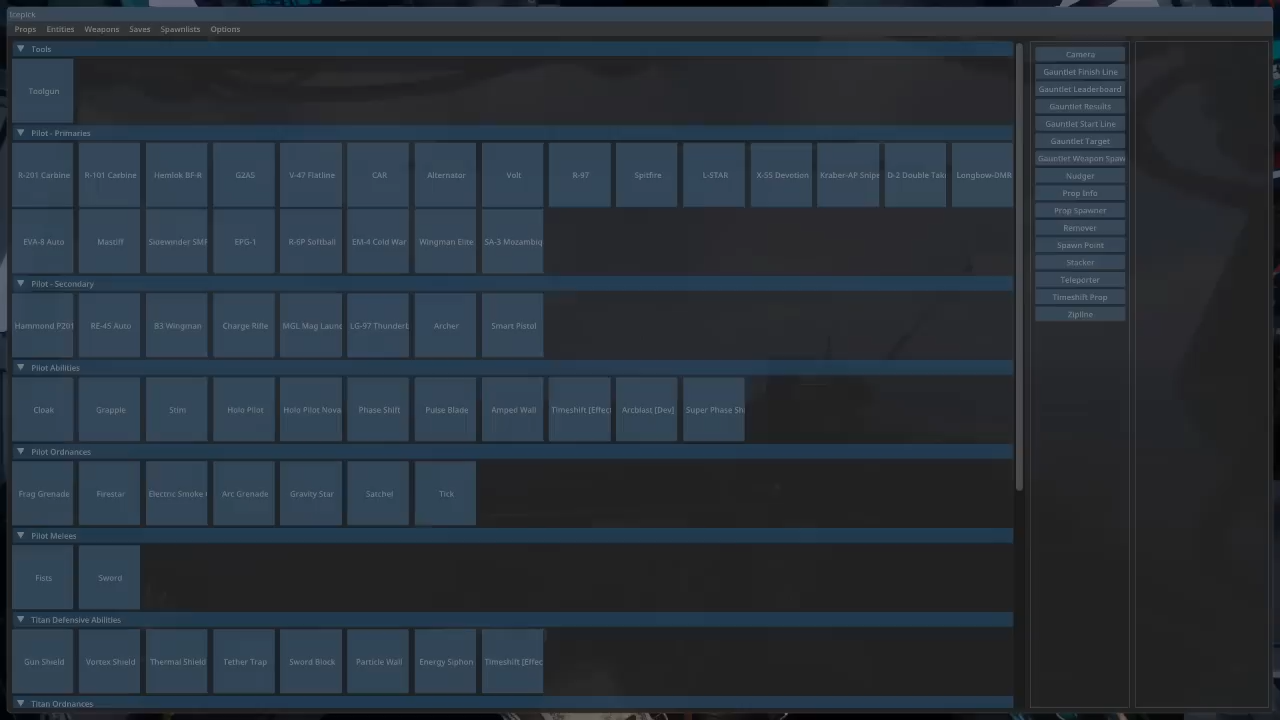 Icepick
Props Entities Weapons Saves Spawnlists Options
Tools
Toolgun
Pilot - Primaries
R-201 Carbine R-101 Carbine Hemlok BF-R G2A5 V-47 Flatline CAR Alternator Volt R-97 Spitfire L-STAR X-55 Devotion Kraber-AP Snipe D-2 Double Take Longbow-DMR
EVA-8 Auto Mastiff Sidewinder SMR EPG-1 R-6P Softball EM-4 Cold War Wingman Elite SA-3 Mozambiq
Pilot - Secondary
Hammond P201 RE-45 Auto B3 Wingman Charge Rifle MGL Mag Launc LG-97 Thunderb Archer Smart Pistol
Pilot Abilities
Cloak Grapple Stim Holo Pilot Holo Pilot Nova Phase Shift Pulse Blade Amped Wall Timeshift [Effec Arcblast [Dev] Super Phase Sh
Pilot Ordnances
Frag Grenade Firestar Electric Smoke Arc Grenade Gravity Star Satchel Tick
Pilot Melees
Fists Sword
Titan Defensive Abilities
Gun Shield Vortex Shield Thermal Shield Tether Trap Sword Block Particle Wall Energy Siphon Timeshift [Effec
Titan Ordnances
Camera
Gauntlet Finish Line
Gauntlet Leaderboard
Gauntlet Results
Gauntlet Start Line
Gauntlet Target
Gauntlet Weapon Spaw
Nudger
Prop Info
Prop Spawner
Remover
Spawn Point
Stacker
Teleporter
Timeshift Prop
Zipline